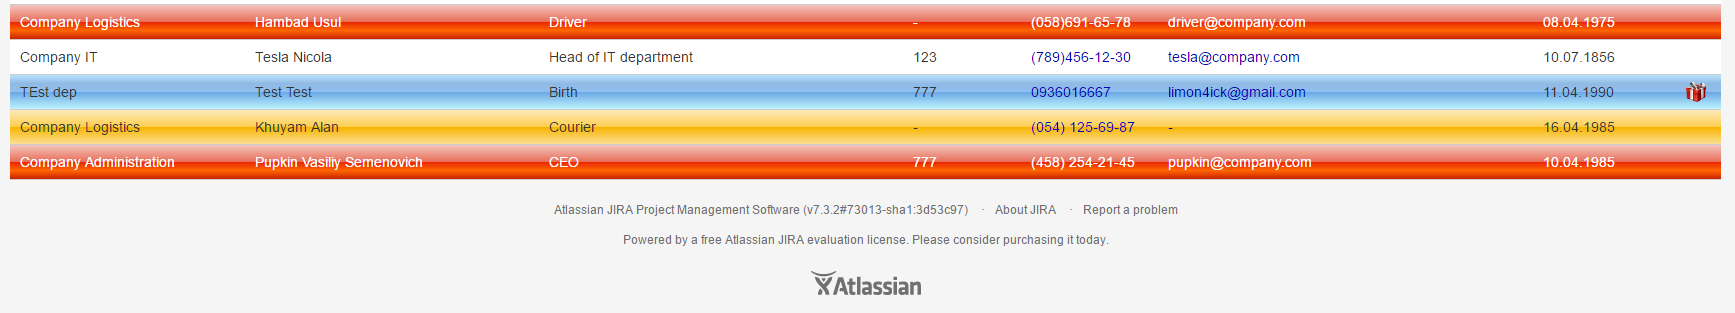 Company Logistics Hambad Usul Driver - (058)691-65-78 driver@company.com 08.04.1975
Company IT Tesla Nicola Head of IT department 123 (789)456-12-30 tesla@company.com 10.07.1856
TEst dep Test Test Birth 777 0936016667 limon4ick@gmail.com 11.04.1990
Company Logistics Khuyam Alan Courier - (054) 125-69-87 - 16.04.1985
Company Administration Pupkin Vasiliy Semenovich CEO 777 (458) 254-21-45 pupkin@company.com 10.04.1985
Atlassian JIRA Project Management Software (v7.3.2#73013-sha1:3d53c97) · About JIRA · Report a problem
Powered by a free Atlassian JIRA evaluation license. Please consider purchasing it today.
Atlassian